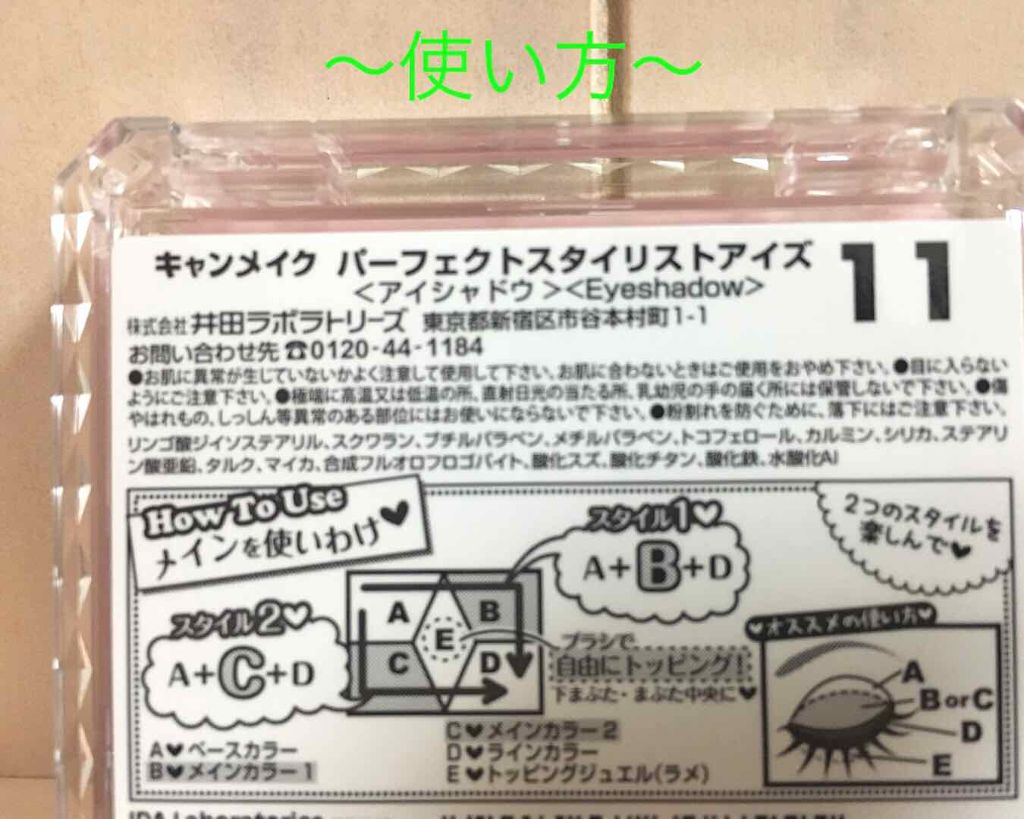 ～使い方～
キャンメイク パーフェクトスタイリストアイズ 11
＜アイシャドウ＞＜Eyeshadow＞
株式会社 井田ラボラトリーズ 東京都新宿区市谷本村町1-1
お問い合わせ先☎0120-44-1184
●お肌に異常が生じていないかよく注意して使用して下さい。お肌に合わないときはご使用をおやめ下さい。●目に入らない
ようにご注意下さい。●極端に高温又は低温の所、直射日光の当たる所、乳幼児の手の届く所には保管しないで下さい。●傷
やはれもの、しっしん等異常のある部位にはお使いにならないで下さい。●粉割れを防ぐために、落下にはご注意下さい。
リンゴ酸ジイソステアリル、スクワラン、ブチルパラベン、メチルパラベン、トコフェロール、カルミン、シリカ、ステアリ
ン酸亜鉛、タルク、マイカ、合成フルオロフロゴパイト、酸化スズ、酸化チタン、酸化鉄、水酸化Al
How To Use
メインを使いわけ♥
スタイル1♡
A+B+D
2つのスタイルを
楽しんで♥
スタイル2♡
A+C+D
A
B
E
C
D
ブラシで
自由にトッピング!
下まぶた・まぶた中央に♥
♥オススメの使い方♥
A
B or C
D
E
A♥ベースカラー
B♥メインカラー1
C♥メインカラー2
D♥ラインカラー
E♥トッピングジュエル(ラメ)
IDA Laboratories